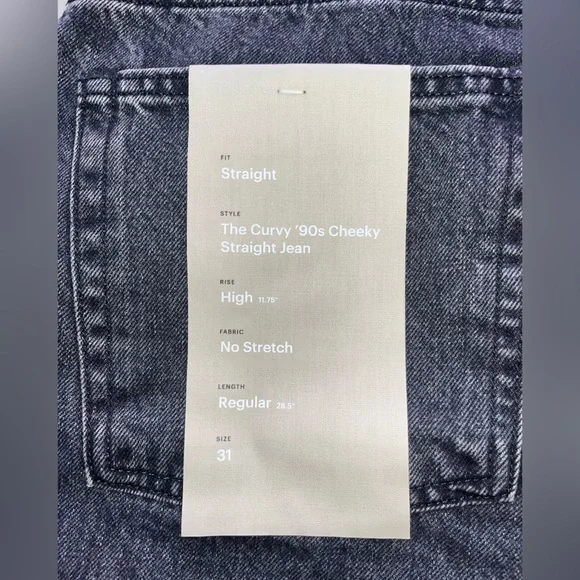 FIT
Straight
STYLE
The Curvy '90s Cheeky
Straight Jean
RISE
High 11.75"
FABRIC
No Stretch
LENGTH
Regular 28.5"
SIZE
31